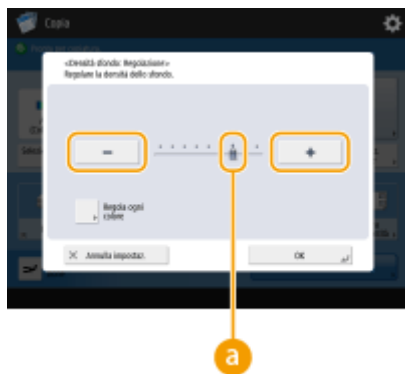 Copia
<Densità sfondo: Regolazione>
Regolare la densità dello sfondo.
− +
Regola ogni
colore
Annulla impostaz. OK
a